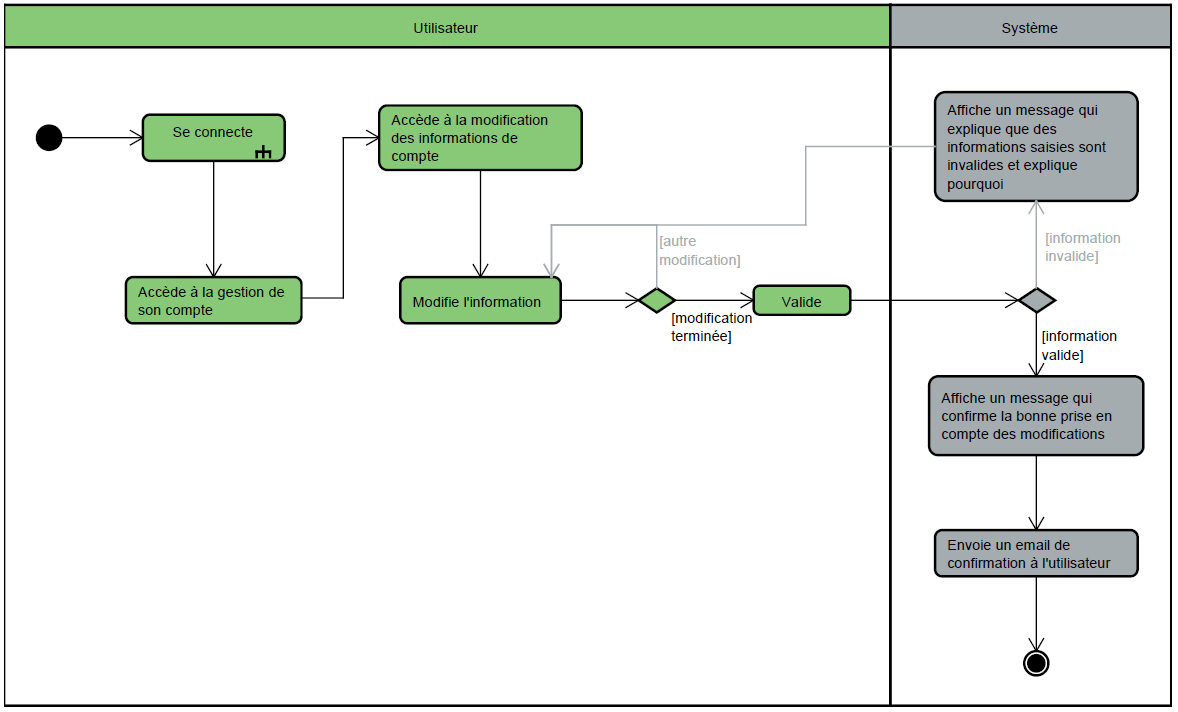 Utilisateur
Système
Se connecte
Accède à la modification
des informations de
compte
Affiche un message qui
explique que des
informations saisies sont
invalides et explique
pourquoi
[autre
modification]
[information
invalide]
Accède à la gestion de
son compte
Modifie l'information
Valide
[modification
terminée]
[information
valide]
Affiche un message qui
confirme la bonne prise en
compte des modifications
Envoie un email de
confirmation à l'utilisateur